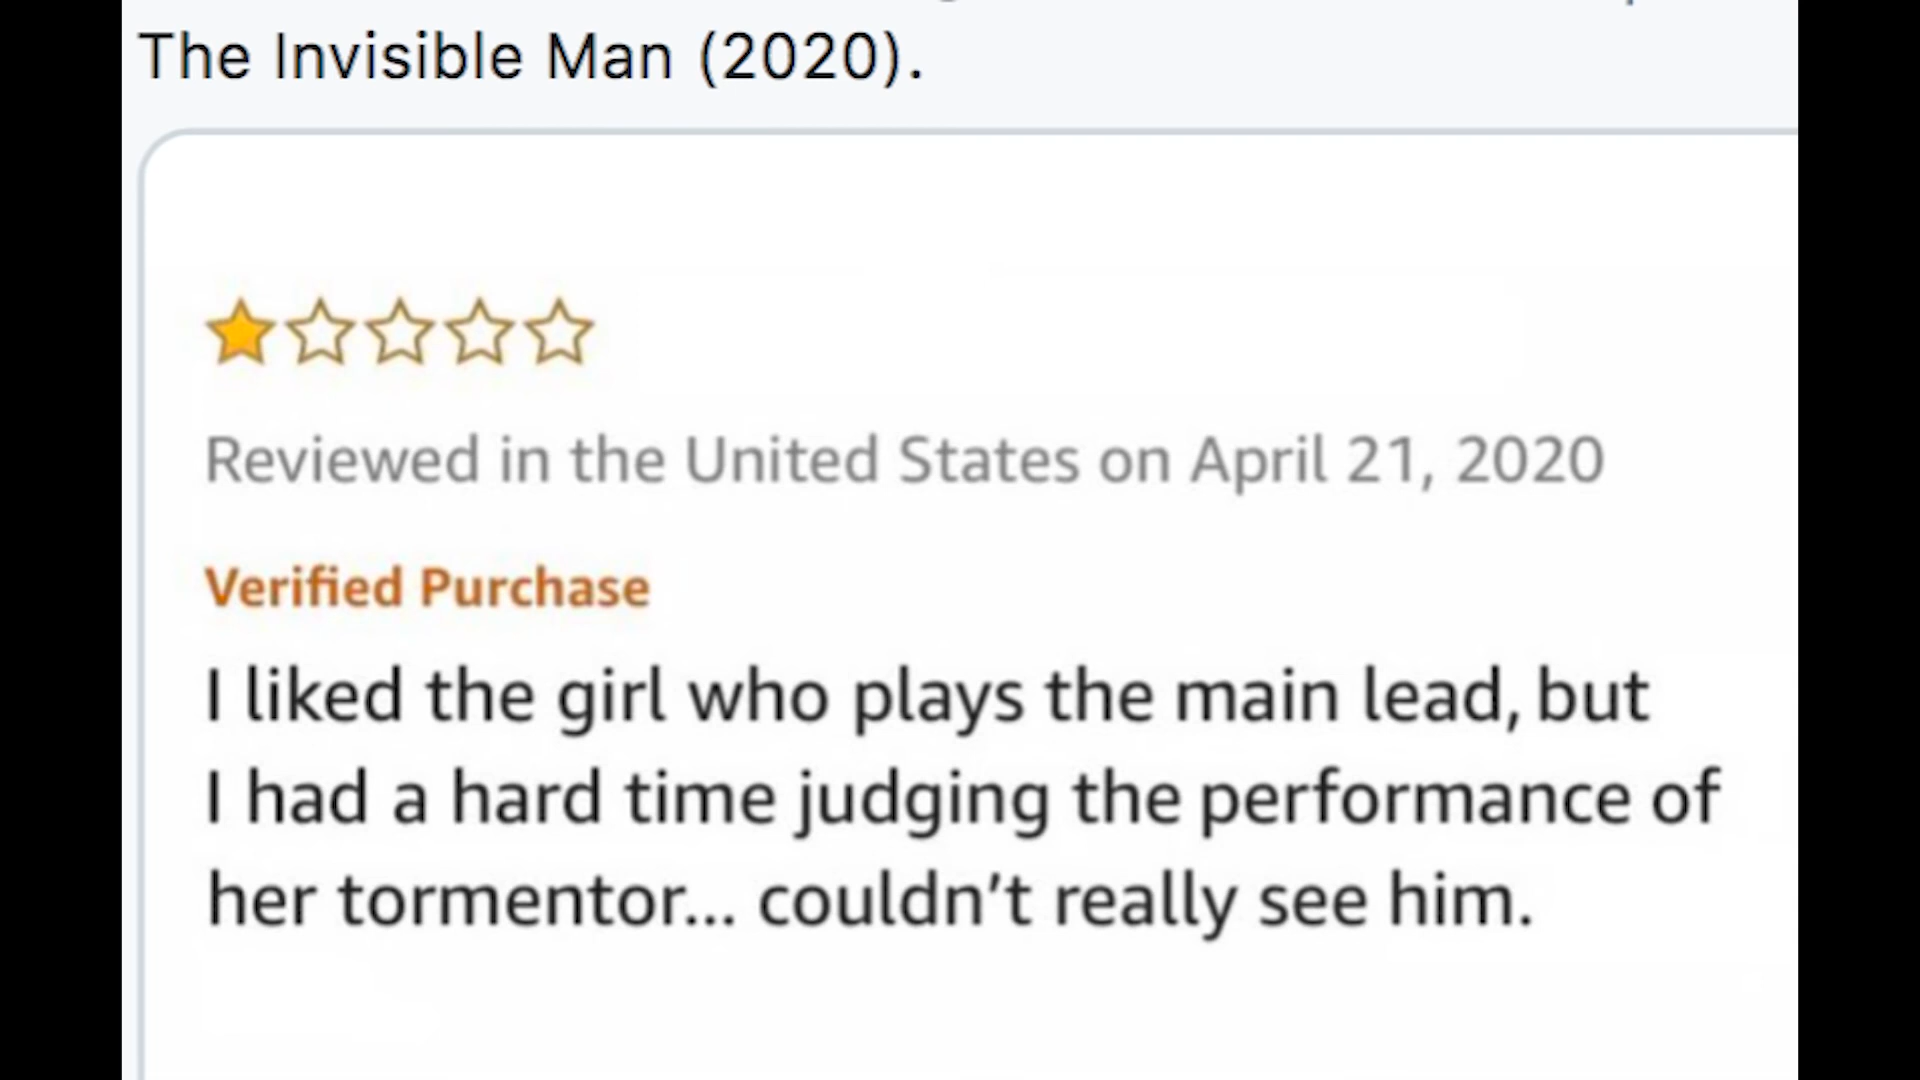 The Invisible Man (2020).
Reviewed in the United States on April 21, 2020
Verified Purchase
I liked the girl who plays the main lead, but
I had a hard time judging the performance of
her tormentor... couldn't really see him.